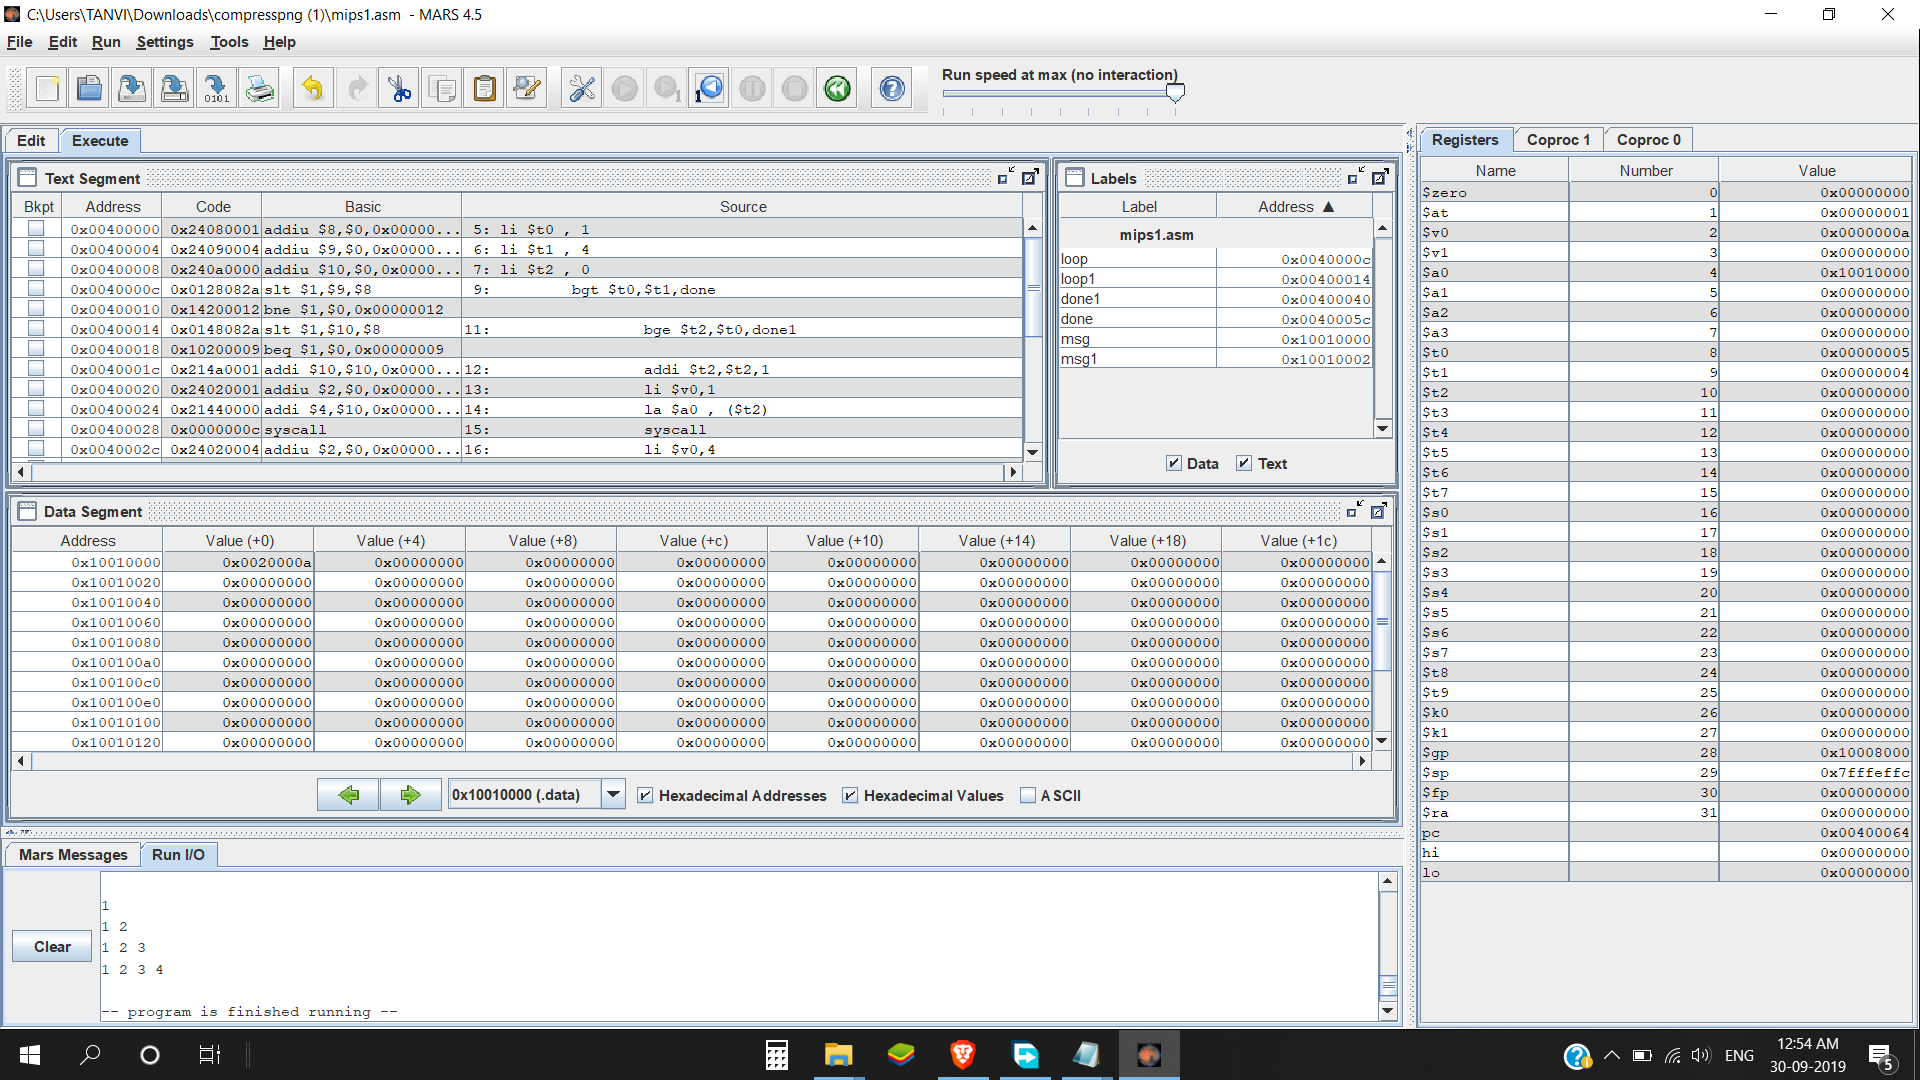 C:\Users\TANVI\Downloads\compresspng (1)\mips1.asm - MARS 4.5
File Edit Run Settings Tools Help
Run speed at max (no interaction)
Edit Execute
Text Segment
Bkpt Address Code Basic Source
0x00400000 0x24080001 addiu $8,$0,0x00000... 5: li $t0 , 1
0x00400004 0x24090004 addiu $9,$0,0x00000... 6: li $t1 , 4
0x00400008 0x240a0000 addiu $10,$0,0x0000... 7: li $t2 , 0
0x0040000c 0x0128082a slt $1,$9,$8 9: bgt $t0,$t1,done
0x00400010 0x14200012 bne $1,$0,0x00000012
0x00400014 0x0148082a slt $1,$10,$8 11: bge $t2,$t0,done1
0x00400018 0x10200009 beq $1,$0,0x00000009
0x0040001c 0x214a0001 addi $10,$10,0x0000... 12: addi $t2,$t2,1
0x00400020 0x24020001 addiu $2,$0,0x00000... 13: li $v0,1
0x00400024 0x21440000 addi $4,$10,0x00000... 14: la $a0 , ($t2)
0x00400028 0x0000000c syscall 15: syscall
0x0040002c 0x24020004 addiu $2,$0,0x00000... 16: li $v0,4
Labels
Label Address ▲
mips1.asm
loop 0x0040000c
loop1 0x00400014
done1 0x00400040
done 0x0040005c
msg 0x10010000
msg1 0x10010002
Data Text
Data Segment
Address Value (+0) Value (+4) Value (+8) Value (+c) Value (+10) Value (+14) Value (+18) Value (+1c)
0x10010000 0x0020000a 0x00000000 0x00000000 0x00000000 0x00000000 0x00000000 0x00000000 0x00000000
0x10010020 0x00000000 0x00000000 0x00000000 0x00000000 0x00000000 0x00000000 0x00000000 0x00000000
0x10010040 0x00000000 0x00000000 0x00000000 0x00000000 0x00000000 0x00000000 0x00000000 0x00000000
0x10010060 0x00000000 0x00000000 0x00000000 0x00000000 0x00000000 0x00000000 0x00000000 0x00000000
0x10010080 0x00000000 0x00000000 0x00000000 0x00000000 0x00000000 0x00000000 0x00000000 0x00000000
0x100100a0 0x00000000 0x00000000 0x00000000 0x00000000 0x00000000 0x00000000 0x00000000 0x00000000
0x100100c0 0x00000000 0x00000000 0x00000000 0x00000000 0x00000000 0x00000000 0x00000000 0x00000000
0x100100e0 0x00000000 0x00000000 0x00000000 0x00000000 0x00000000 0x00000000 0x00000000 0x00000000
0x10010100 0x00000000 0x00000000 0x00000000 0x00000000 0x00000000 0x00000000 0x00000000 0x00000000
0x10010120 0x00000000 0x00000000 0x00000000 0x00000000 0x00000000 0x00000000 0x00000000 0x00000000
0x10010000 (.data) Hexadecimal Addresses Hexadecimal Values ASCII
Mars Messages Run I/O
Clear
1
1 2
1 2 3
1 2 3 4
-- program is finished running --
Registers Coproc 1 Coproc 0
Name Number Value
$zero 0 0x00000000
$at 1 0x00000001
$v0 2 0x0000000a
$v1 3 0x00000000
$a0 4 0x10010000
$a1 5 0x00000000
$a2 6 0x00000000
$a3 7 0x00000000
$t0 8 0x00000005
$t1 9 0x00000004
$t2 10 0x00000000
$t3 11 0x00000000
$t4 12 0x00000000
$t5 13 0x00000000
$t6 14 0x00000000
$t7 15 0x00000000
$s0 16 0x00000000
$s1 17 0x00000000
$s2 18 0x00000000
$s3 19 0x00000000
$s4 20 0x00000000
$s5 21 0x00000000
$s6 22 0x00000000
$s7 23 0x00000000
$t8 24 0x00000000
$t9 25 0x00000000
$k0 26 0x00000000
$k1 27 0x00000000
$gp 28 0x10008000
$sp 29 0x7fffeffc
$fp 30 0x00000000
$ra 31 0x00000000
pc 0x00400064
hi 0x00000000
lo 0x00000000
ENG
12:54 AM
30-09-2019
5